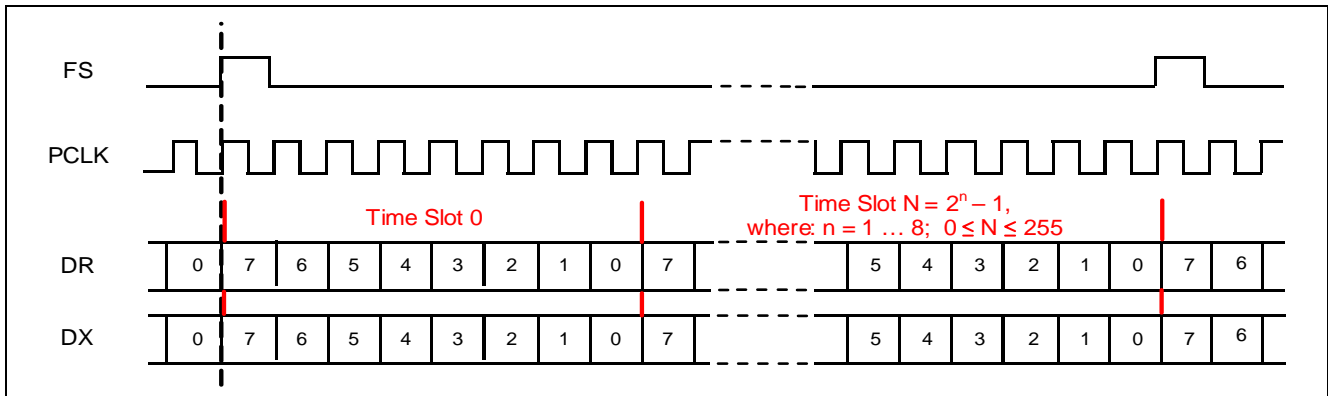 FS
PCLK
Time Slot 0
Time Slot N = 2ⁿ – 1,
where: n = 1 … 8; 0 ≤ N ≤ 255
DR 0 7 6 5 4 3 2 1 0 7 5 4 3 2 1 0 7 6
DX 0 7 6 5 4 3 2 1 0 7 5 4 3 2 1 0 7 6